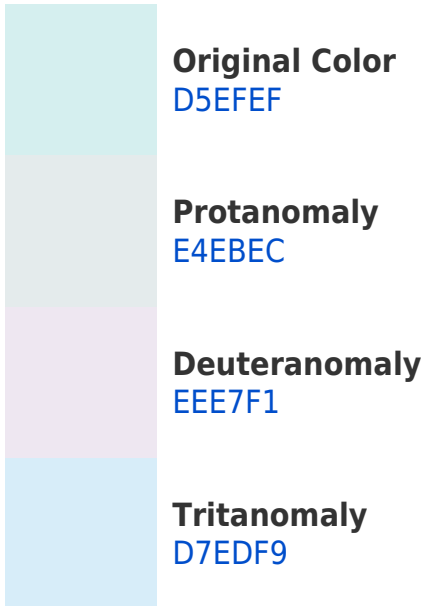 Original Color
D5EFEF
Protanomaly
E4EBEC
Deuteranomaly
EEE7F1
Tritanomaly
D7EDF9